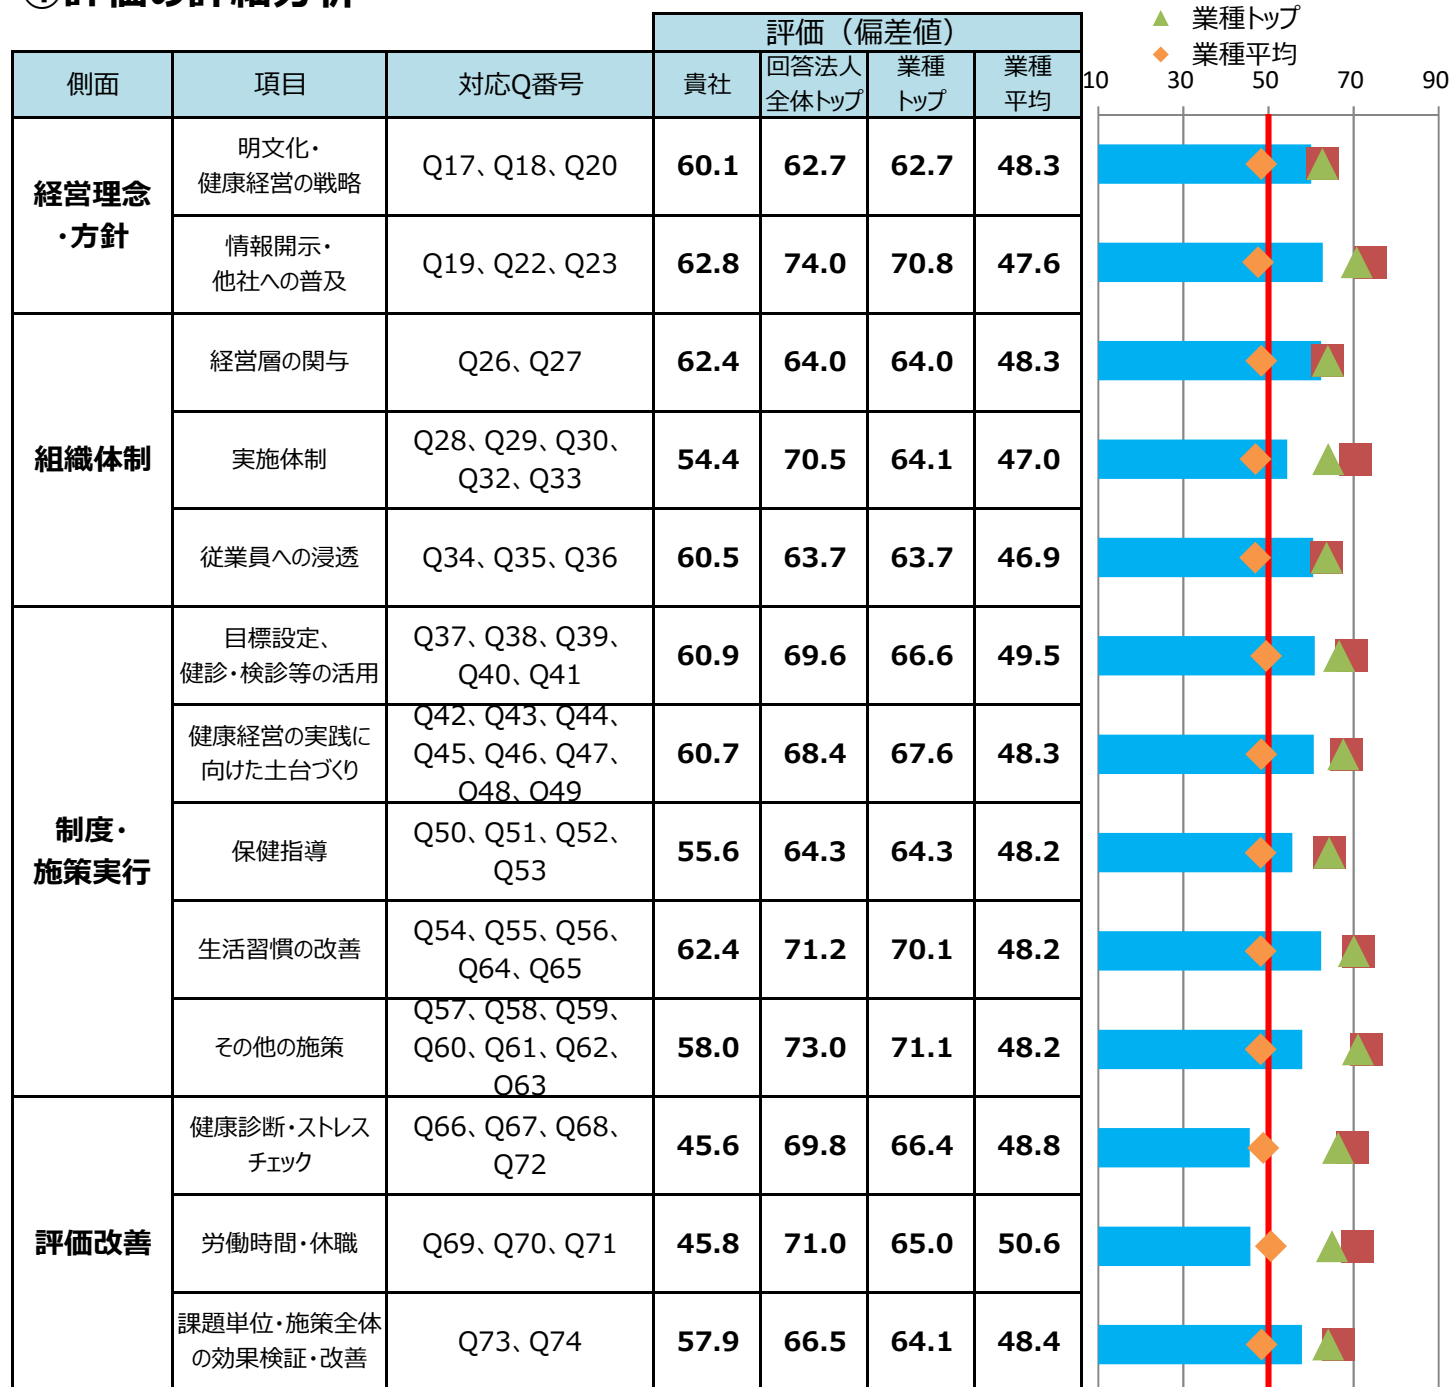 ①評価の詳細分析
▲ 業種トップ
◆ 業種平均
評価（偏差値）
側面 項目 対応Q番号 貴社 回答法人 業種 業種
全体トップ トップ 平均
10 30 50 70 90
経営理念
・方針
明文化・
健康経営の戦略
Q17、Q18、Q20 60.1 62.7 62.7 48.3
情報開示・
他社への普及
Q19、Q22、Q23 62.8 74.0 70.8 47.6
組織体制
経営層の関与 Q26、Q27 62.4 64.0 64.0 48.3
実施体制
Q28、Q29、Q30、
Q32、Q33
54.4 70.5 64.1 47.0
従業員への浸透 Q34、Q35、Q36 60.5 63.7 63.7 46.9
制度・
施策実行
目標設定、
健診・検診等の活用
Q37、Q38、Q39、
Q40、Q41
60.9 69.6 66.6 49.5
健康経営の実践に
向けた土台づくり
Q42、Q43、Q44、
Q45、Q46、Q47、
Q48、Q49
60.7 68.4 67.6 48.3
保健指導
Q50、Q51、Q52、
Q53
55.6 64.3 64.3 48.2
生活習慣の改善
Q54、Q55、Q56、
Q64、Q65
62.4 71.2 70.1 48.2
その他の施策
Q57、Q58、Q59、
Q60、Q61、Q62、
Q63
58.0 73.0 71.1 48.2
評価改善
健康診断・ストレス
チェック
Q66、Q67、Q68、
Q72
45.6 69.8 66.4 48.8
労働時間・休職 Q69、Q70、Q71 45.8 71.0 65.0 50.6
課題単位・施策全体
の効果検証・改善
Q73、Q74 57.9 66.5 64.1 48.4